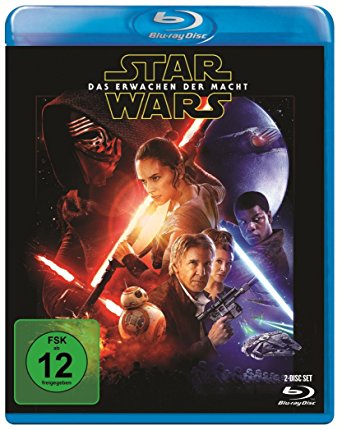 Blu-ray Disc
STAR
DAS ERWACHEN DER MACHT
WARS
FSK
ab
12
freigegeben
2-DISC SET
Blu-ray Disc